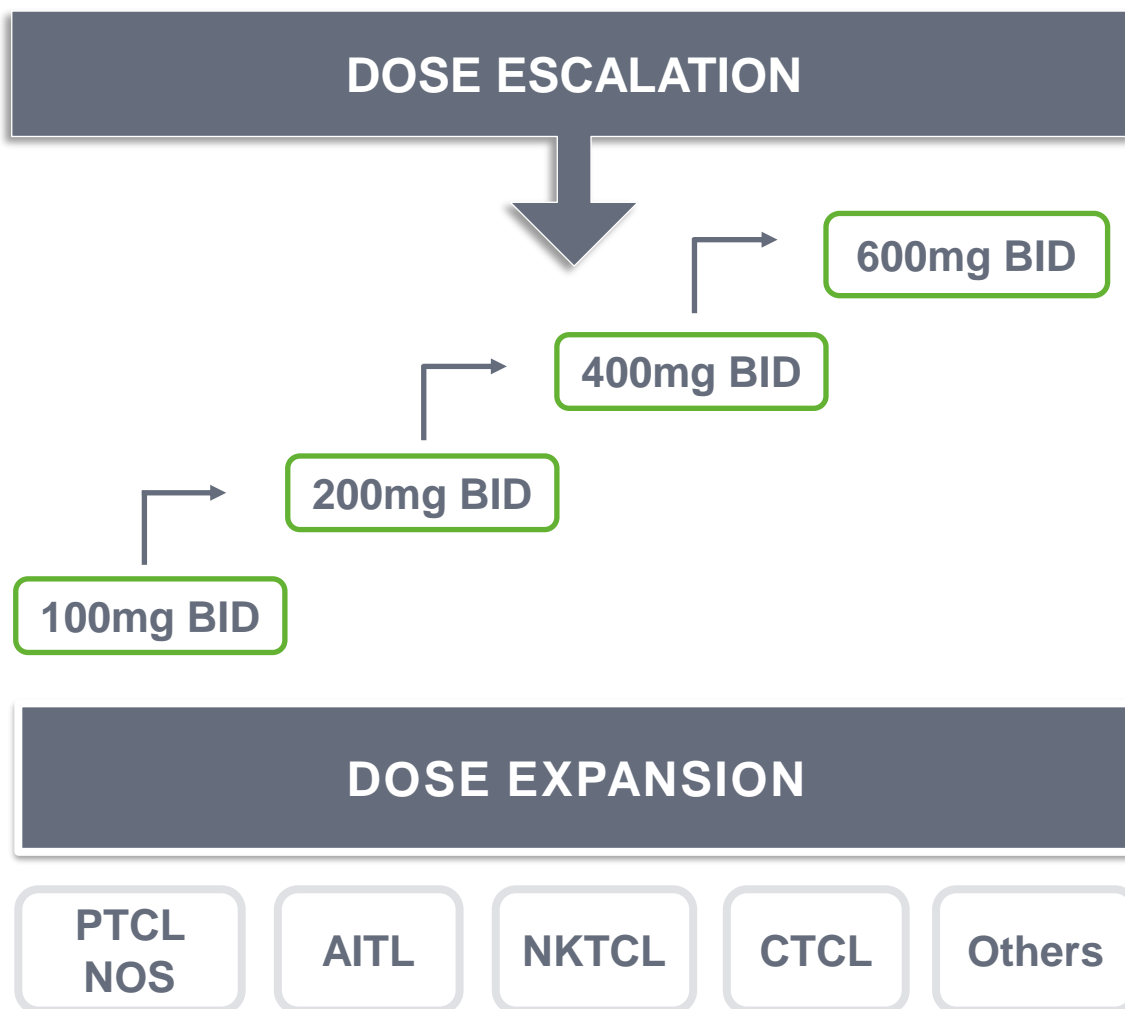 DOSE ESCALATION
600mg BID
400mg BID
200mg BID
100mg BID
DOSE EXPANSION
PTCL
NOS
AITL
NKTCL
CTCL
Others